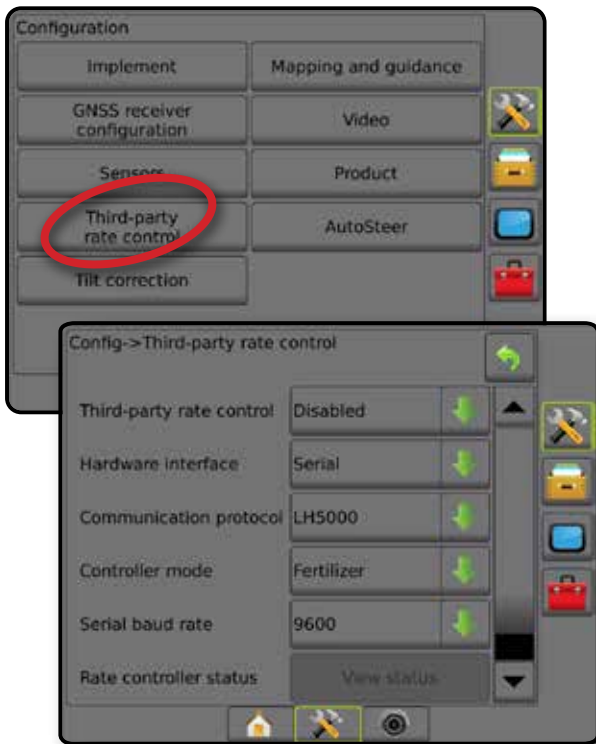 Configuration
Implement
Mapping and guidance
GNSS receiver
configuration
Video
Sensors
Product
Third-party
rate control
AutoSteer
Tilt correction
Config->Third-party rate control
Third-party rate control
Disabled
Hardware interface
Serial
Communication protocol
LH5000
Controller mode
Fertilizer
Serial baud rate
9600
Rate controller status
View status